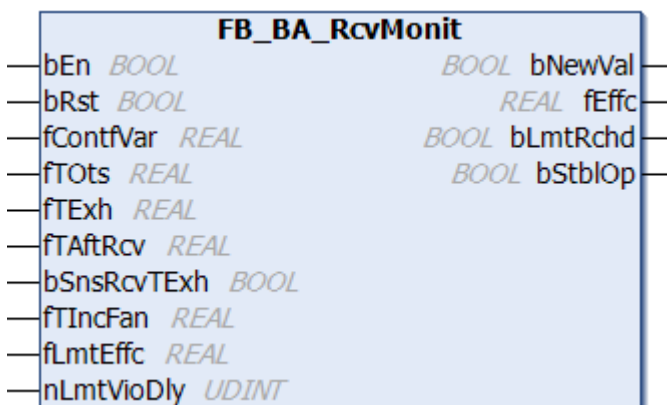 FB_BA_RcvMonit
bEn BOOL BOOL bNewVal
bRst BOOL REAL fEffc
fContfVar REAL BOOL bLmtRchd
fTOts REAL BOOL bStblOp
fTExh REAL
fTAftRcv REAL
bSnsRcvTExh BOOL
fTIncFan REAL
fLmtEffc REAL
nLmtVioDly UDINT